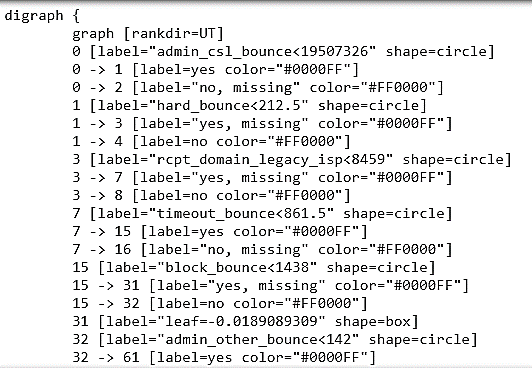 digraph {
graph [rankdir=UT]
0 [label="admin_csl_bounce<19507326" shape=circle]
0 -> 1 [label=yes color="#0000FF"]
0 -> 2 [label="no, missing" color="#FF0000"]
1 [label="hard_bounce<212.5" shape=circle]
1 -> 3 [label="yes, missing" color="#0000FF"]
1 -> 4 [label=no color="#FF0000"]
3 [label="rcpt_domain_legacy_isp<8459" shape=circle]
3 -> 7 [label="yes, missing" color="#0000FF"]
3 -> 8 [label=no color="#FF0000"]
7 [label="timeout_bounce<861.5" shape=circle]
7 -> 15 [label=yes color="#0000FF"]
7 -> 16 [label="no, missing" color="#FF0000"]
15 [label="block_bounce<1438" shape=circle]
15 -> 31 [label="yes, missing" color="#0000FF"]
15 -> 32 [label=no color="#FF0000"]
31 [label="leaf=-0.0189089309" shape=box]
32 [label="admin_other_bounce<142" shape=circle]
32 -> 61 [label=yes color="#0000FF"]